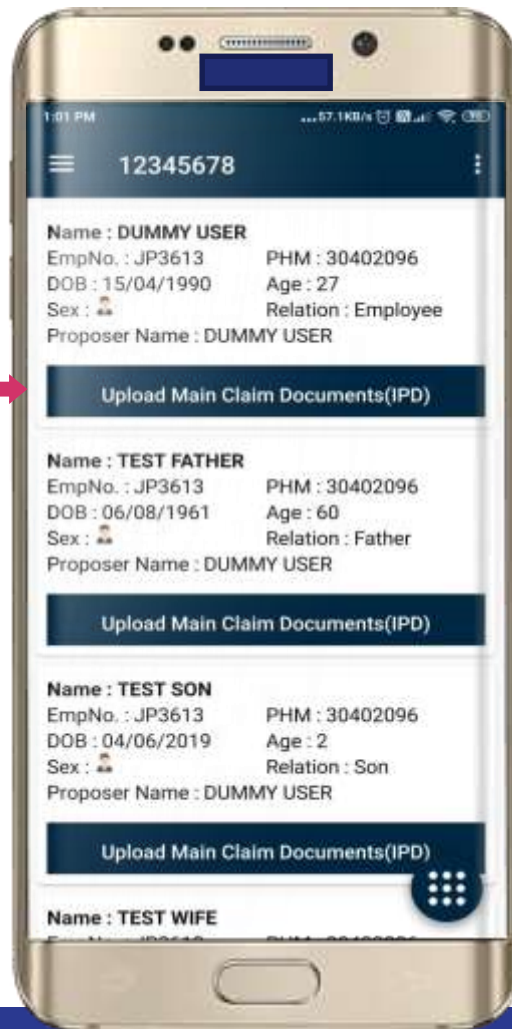 1:01 PM ...57.1KB/s
12345678
Name : DUMMY USER
EmpNo. : JP3613 PHM : 30402096
DOB : 15/04/1990 Age : 27
Sex : Relation : Employee
Proposer Name : DUMMY USER
Upload Main Claim Documents(IPD)
Name : TEST FATHER
EmpNo. : JP3613 PHM : 30402096
DOB : 06/08/1961 Age : 60
Sex : Relation : Father
Proposer Name : DUMMY USER
Upload Main Claim Documents(IPD)
Name : TEST SON
EmpNo. : JP3613 PHM : 30402096
DOB : 04/06/2019 Age : 2
Sex : Relation : Son
Proposer Name : DUMMY USER
Upload Main Claim Documents(IPD)
Name : TEST WIFE